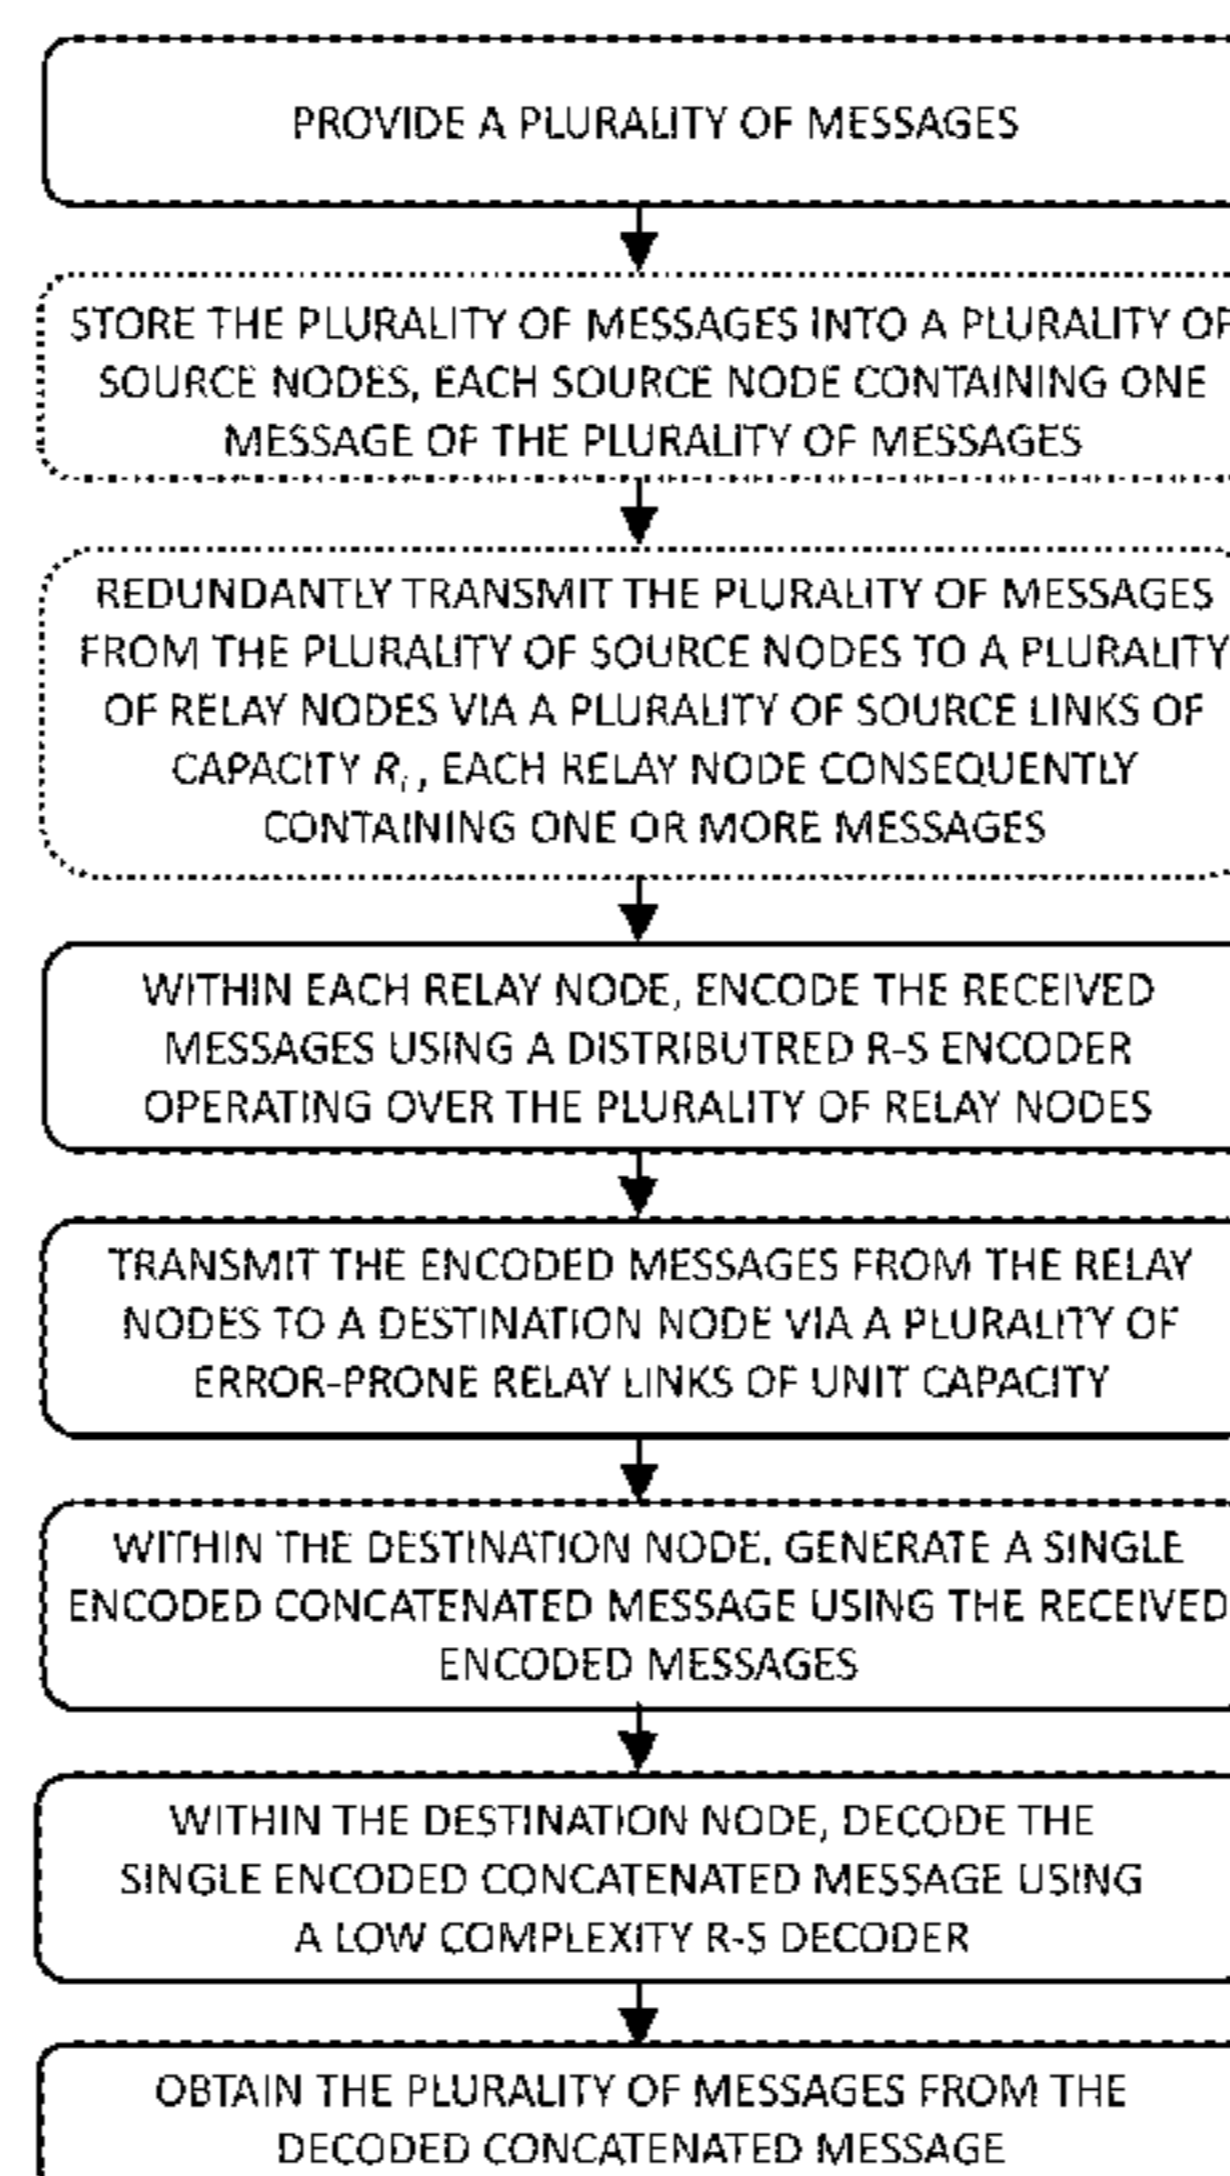 PROVIDE A PLURALITY OF MESSAGES
STORE THE PLURALITY OF MESSAGES INTO A PLURALITY OF
SOURCE NODES, EACH SOURCE NODE CONTAINING ONE
MESSAGE OF THE PLURALITY OF MESSAGES
REDUNDANTLY TRANSMIT THE PLURALITY OF MESSAGES
FROM THE PLURALITY OF SOURCE NODES TO A PLURALITY
OF RELAY NODES VIA A PLURALITY OF SOURCE LINKS OF
CAPACITY Rᵢ, EACH RELAY NODE CONSEQUENTLY
CONTAINING ONE OR MORE MESSAGES
WITHIN EACH RELAY NODE, ENCODE THE RECEIVED
MESSAGES USING A DISTRIBUTRED R-S ENCODER
OPERATING OVER THE PLURALITY OF RELAY NODES
TRANSMIT THE ENCODED MESSAGES FROM THE RELAY
NODES TO A DESTINATION NODE VIA A PLURALITY OF
ERROR-PRONE RELAY LINKS OF UNIT CAPACITY
WITHIN THE DESTINATION NODE, GENERATE A SINGLE
ENCODED CONCATENATED MESSAGE USING THE RECEIVED
ENCODED MESSAGES
WITHIN THE DESTINATION NODE, DECODE THE
SINGLE ENCODED CONCATENATED MESSAGE USING
A LOW COMPLEXITY R-S DECODER
OBTAIN THE PLURALITY OF MESSAGES FROM THE
DECODED CONCATENATED MESSAGE